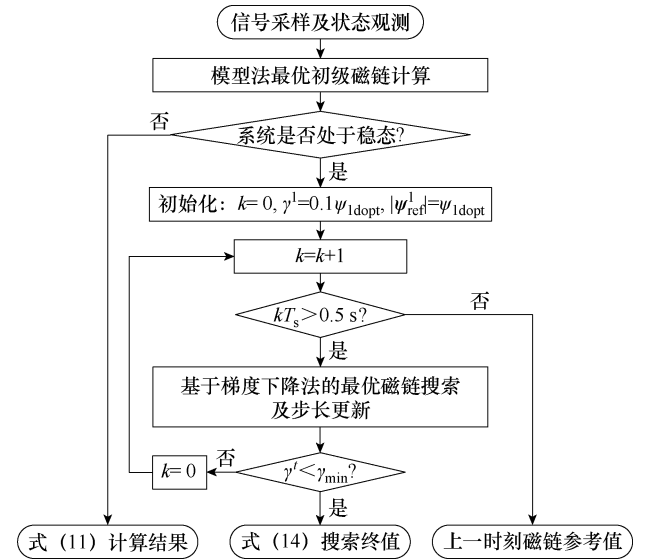 信号采样及状态观测
模型法最优初级磁链计算
否
系统是否处于稳态?
是
初始化：k= 0, γ¹=0.1ψ₁dopt, |ψ¹ref|=ψ₁dopt
k=k+1
否
kTs＞0.5 s?
是
基于梯度下降法的最优磁链搜索
及步长更新
k= 0
否
γᵗ＜γmin?
是
式（11）计算结果
式（14）搜索终值
上一时刻磁链参考值